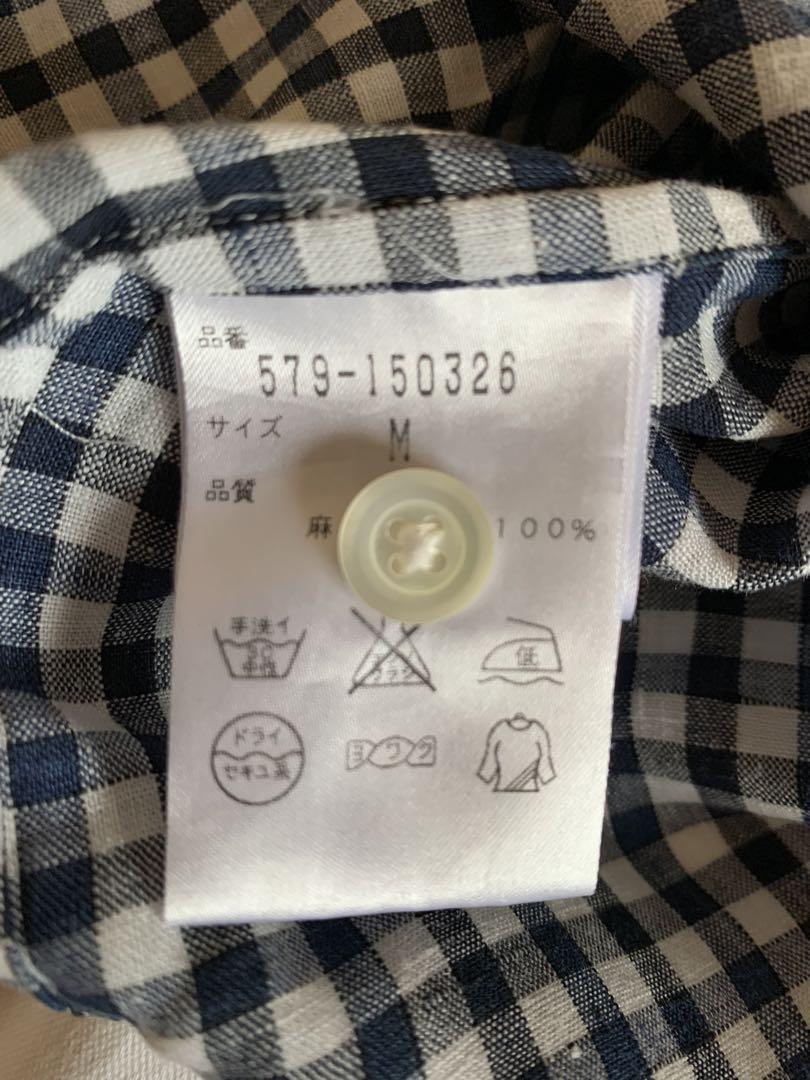 品番
579-150326
サイズ M
品質
麻 100%
手洗イ
30
中性
低
ドライ
セキユ系
ヨワク